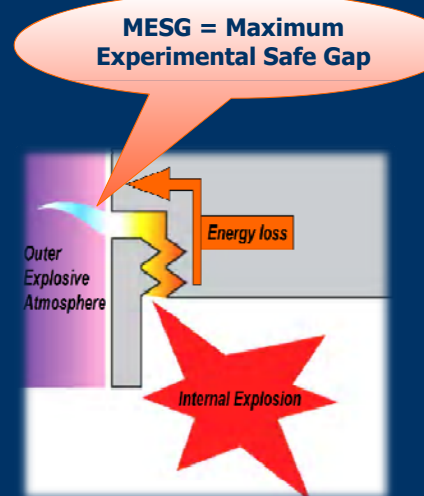 MESG = Maximum
Experimental Safe Gap
Energy loss
Outer
Explosive
Atmosphere
Internal Explosion